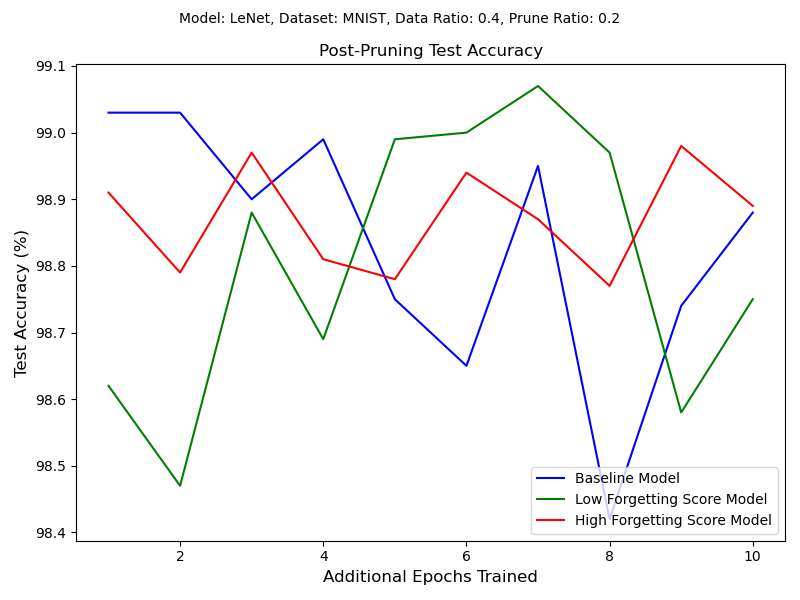 Model: LeNet, Dataset: MNIST, Data Ratio: 0.4, Prune Ratio: 0.2
Post-Pruning Test Accuracy
99.1
99.0
98.9
98.8
98.7
98.6
98.5
98.4
Test Accuracy (%)
Baseline Model
Low Forgetting Score Model
High Forgetting Score Model
2
4
6
8
10
Additional Epochs Trained